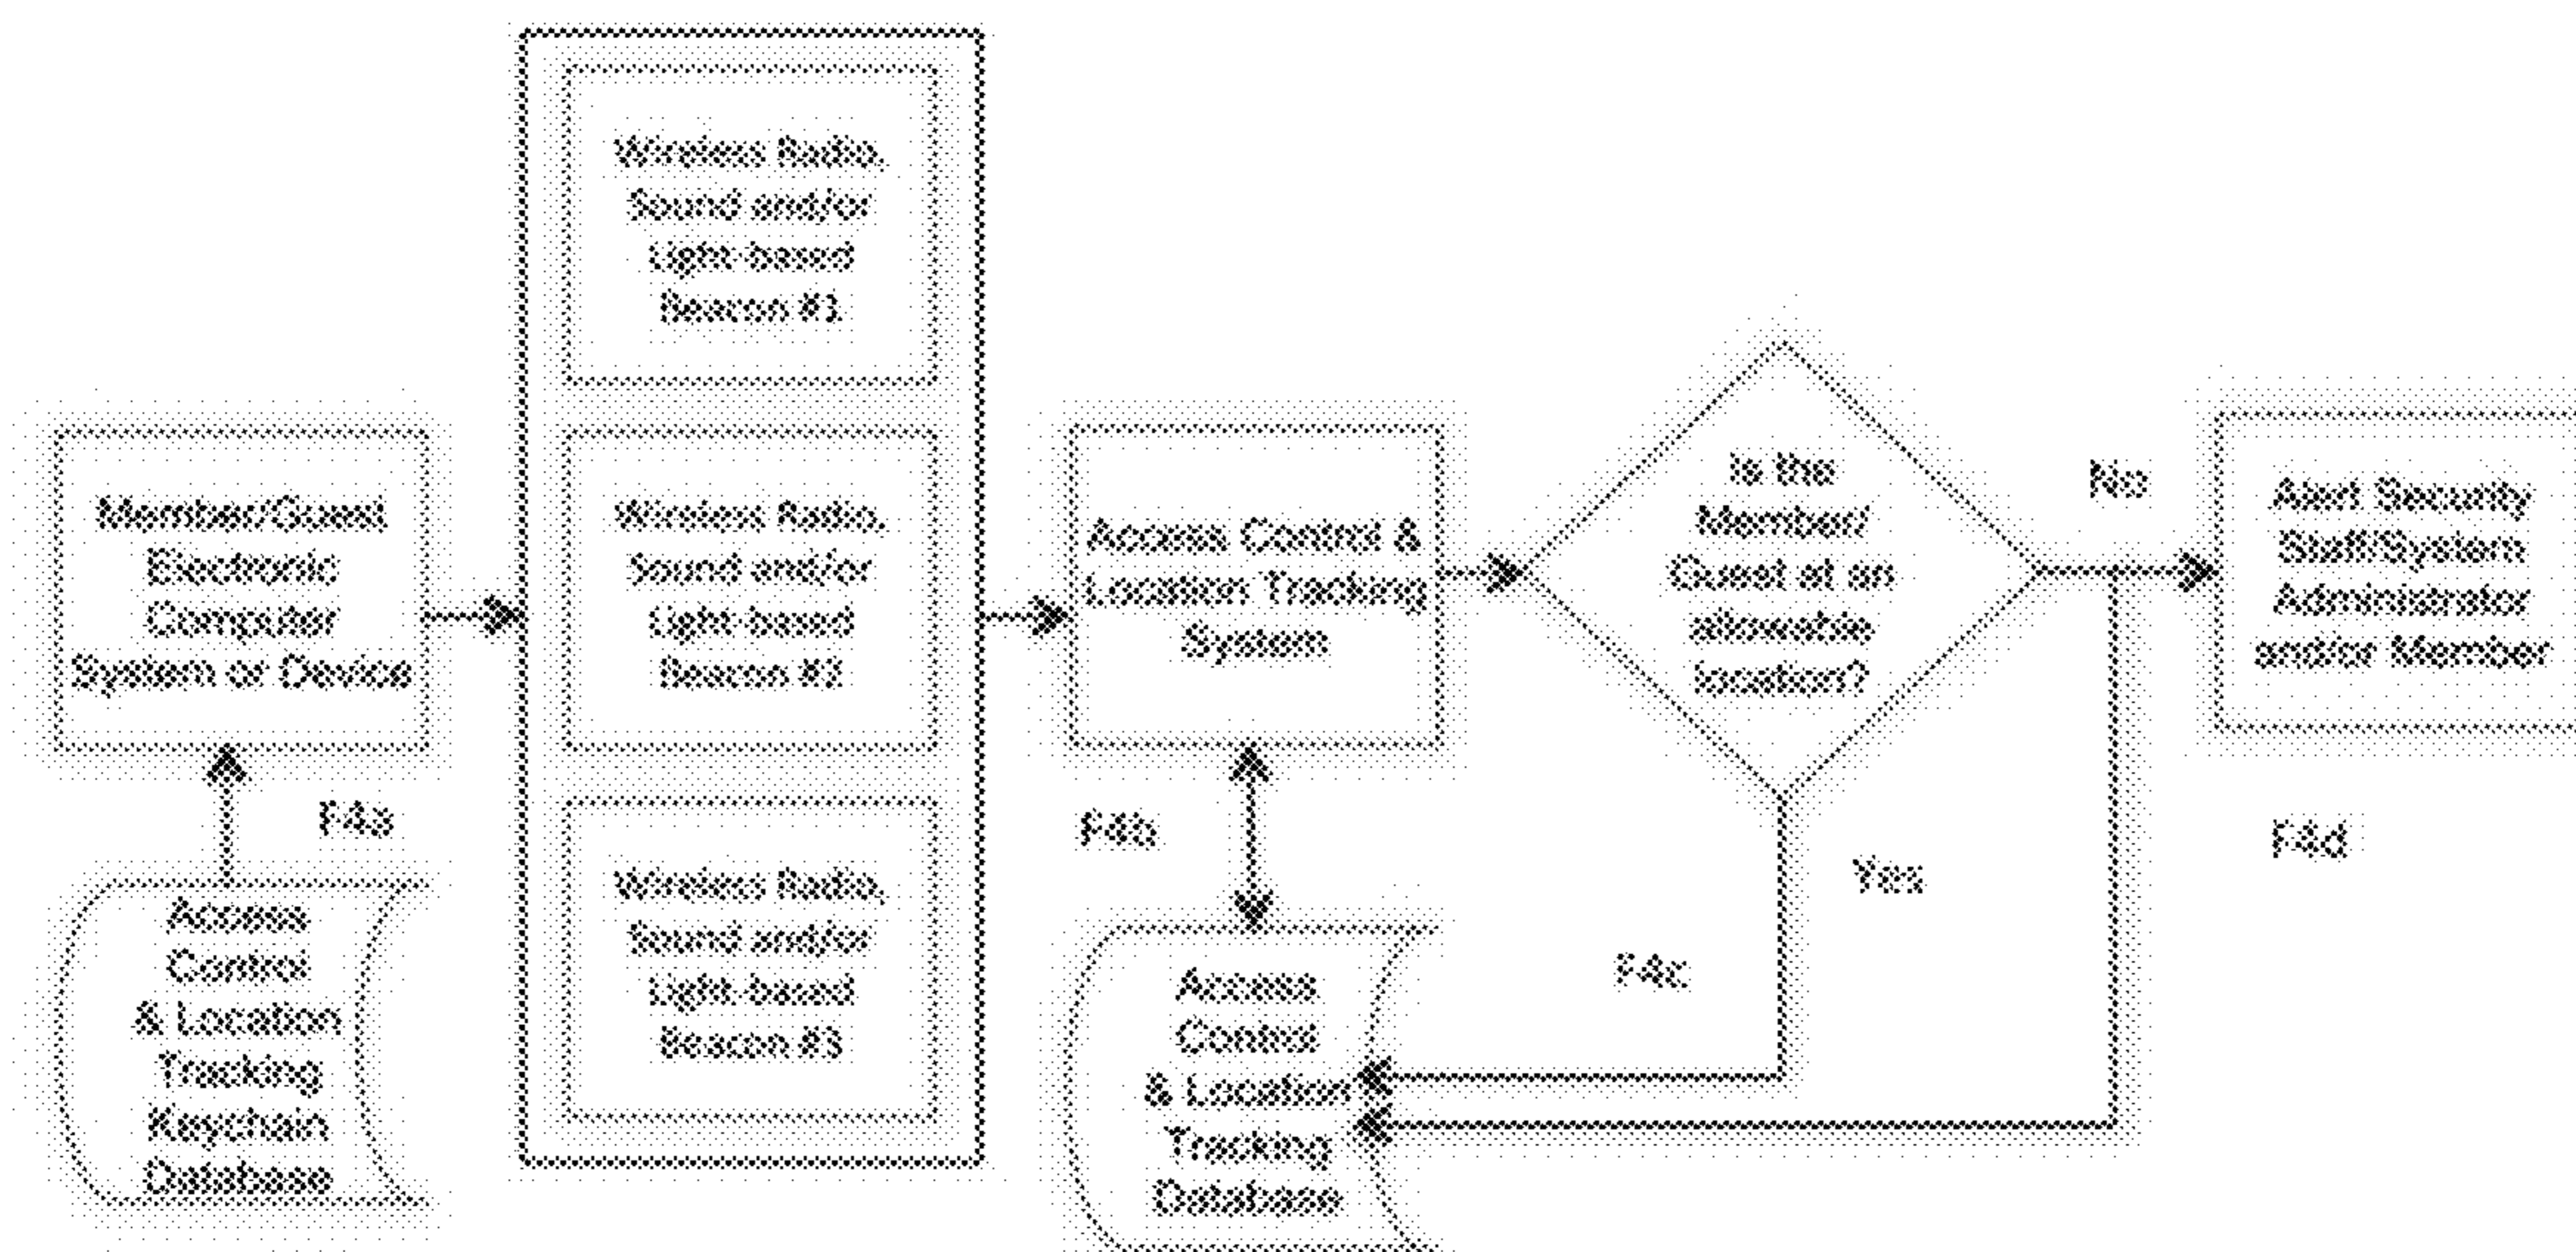 Wireless Radio,
Sound and/or
Light-based
Beacon #1
Member/Guest
Electronic
Computer
System or Device
Wireless Radio,
Sound and/or
Light-based
Beacon #2
Access Control &
Location Tracking
System
Is the
Member/
Guest at an
allowable
location?
No
Alert Security
Staff/System
Administrator
and/or Member
F4a
F4b
Yes
F4d
Access
Control
& Location
Tracking
Keychain
Database
Wireless Radio,
Sound and/or
Light-based
Beacon #3
F4c
Access
Control
& Location
Tracking
Database